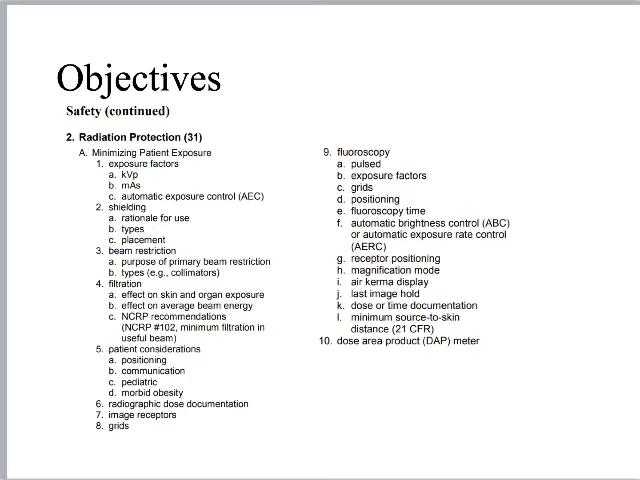 Objectives
Safety (continued)
2. Radiation Protection (31)
A. Minimizing Patient Exposure
1. exposure factors
a. kVp
b. mAs
c. automatic exposure control (AEC)
2. shielding
a. rationale for use
b. types
c. placement
3. beam restriction
a. purpose of primary beam restriction
b. types (e.g., collimators)
4. filtration
a. effect on skin and organ exposure
b. effect on average beam energy
c. NCRP recommendations
(NCRP #102, minimum filtration in
useful beam)
5. patient considerations
a. positioning
b. communication
c. pediatric
d. morbid obesity
6. radiographic dose documentation
7. image receptors
8. grids
9. fluoroscopy
a. pulsed
b. exposure factors
c. grids
d. positioning
e. fluoroscopy time
f. automatic brightness control (ABC)
or automatic exposure rate control
(AERC)
g. receptor positioning
h. magnification mode
i. air kerma display
j. last image hold
k. dose or time documentation
l. minimum source-to-skin
distance (21 CFR)
10. dose area product (DAP) meter